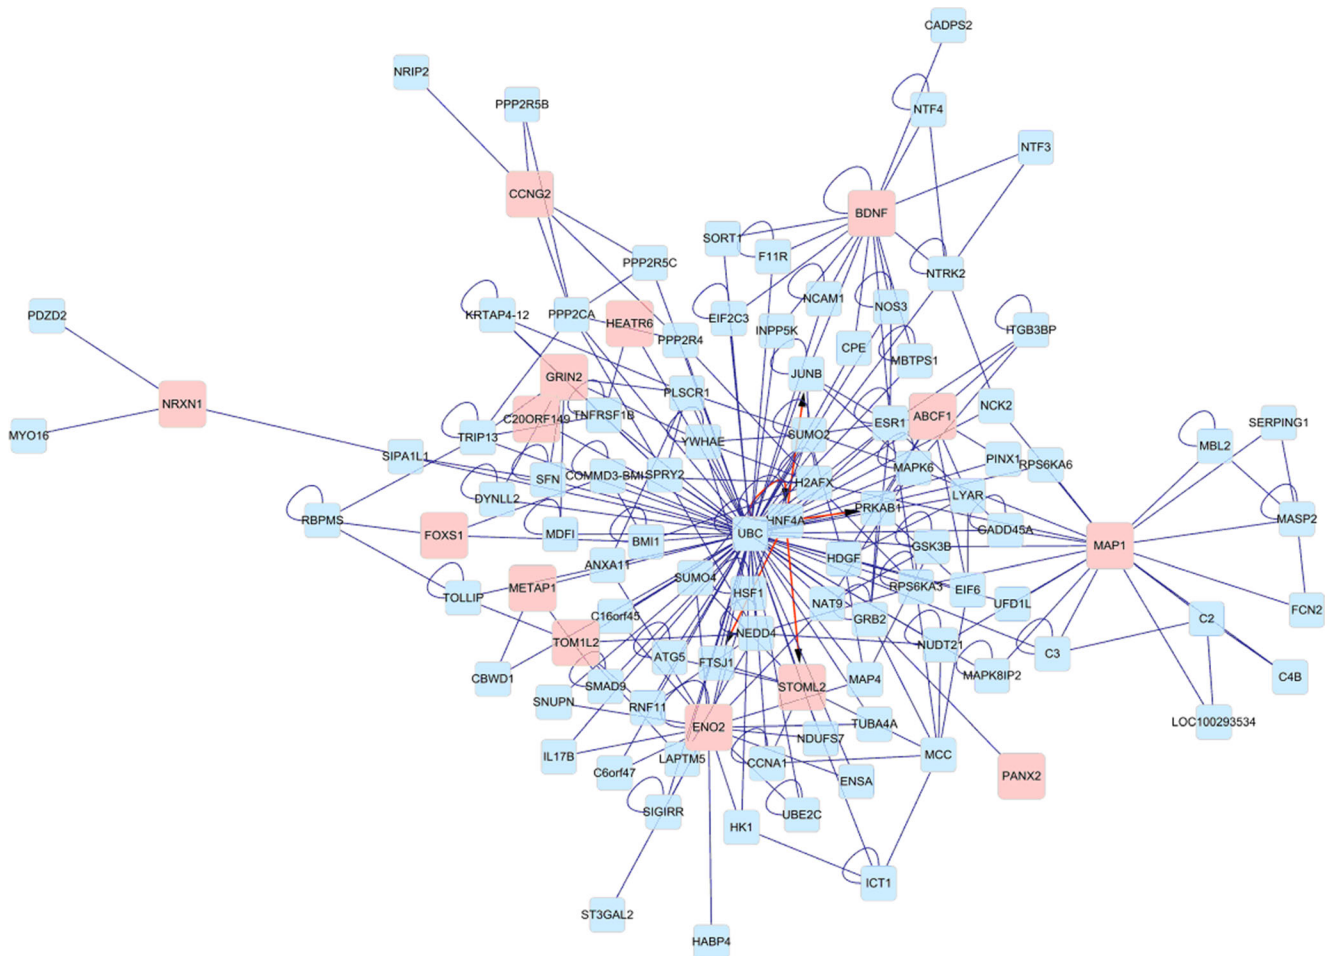 CADPS2
NRIP2
PPP2R5B
NTF4
NTF3
CCNG2
BDNF
SORT1
F11R
PPP2R5C
NTRK2
NCAM1
NOS3
PDZD2
KRTAP4-12
PPP2CA
HEATR6
EIF2C3
INPP5K
ITGB3BP
PPP2R4
CPE
MBTPS1
GRIN2
JUNB
NRXN1
PLSCR1
NCK2
C20ORF149
TNFRSF1B
ABCF1
SERPING1
MYO16
TRIP13
YWHAE
SUMO2
ESR1
MBL2
SIPA1L1
PINX1
RPS6KA6
COMMD3-BMI1
SPRY2
MAPK6
SFN
H2AFX
DYNLL2
LYAR
RBPMS
PRKAB1
MASP2
HNF4A
FOXS1
MDFI
BMI1
UBC
GADD45A
MAP1
GSK3B
ANXA11
HDGF
SUMO4
METAP1
RPS6KA3
EIF6
TOLLIP
HSF1
NAT9
UFD1L
FCN2
C16orf45
GRB2
C2
NEDD4
TOM1L2
NUDT21
C3
ATG5
FTSJ1
CBWD1
SMAD9
STOML2
MAP4
MAPK8IP2
C4B
SNUPN
RNF11
LOC100293534
ENO2
TUBA4A
NDUFS7
IL17B
LAPTM5
CCNA1
MCC
C6orf47
ENSA
PANX2
SIGIRR
HK1
UBE2C
ICT1
ST3GAL2
HABP4